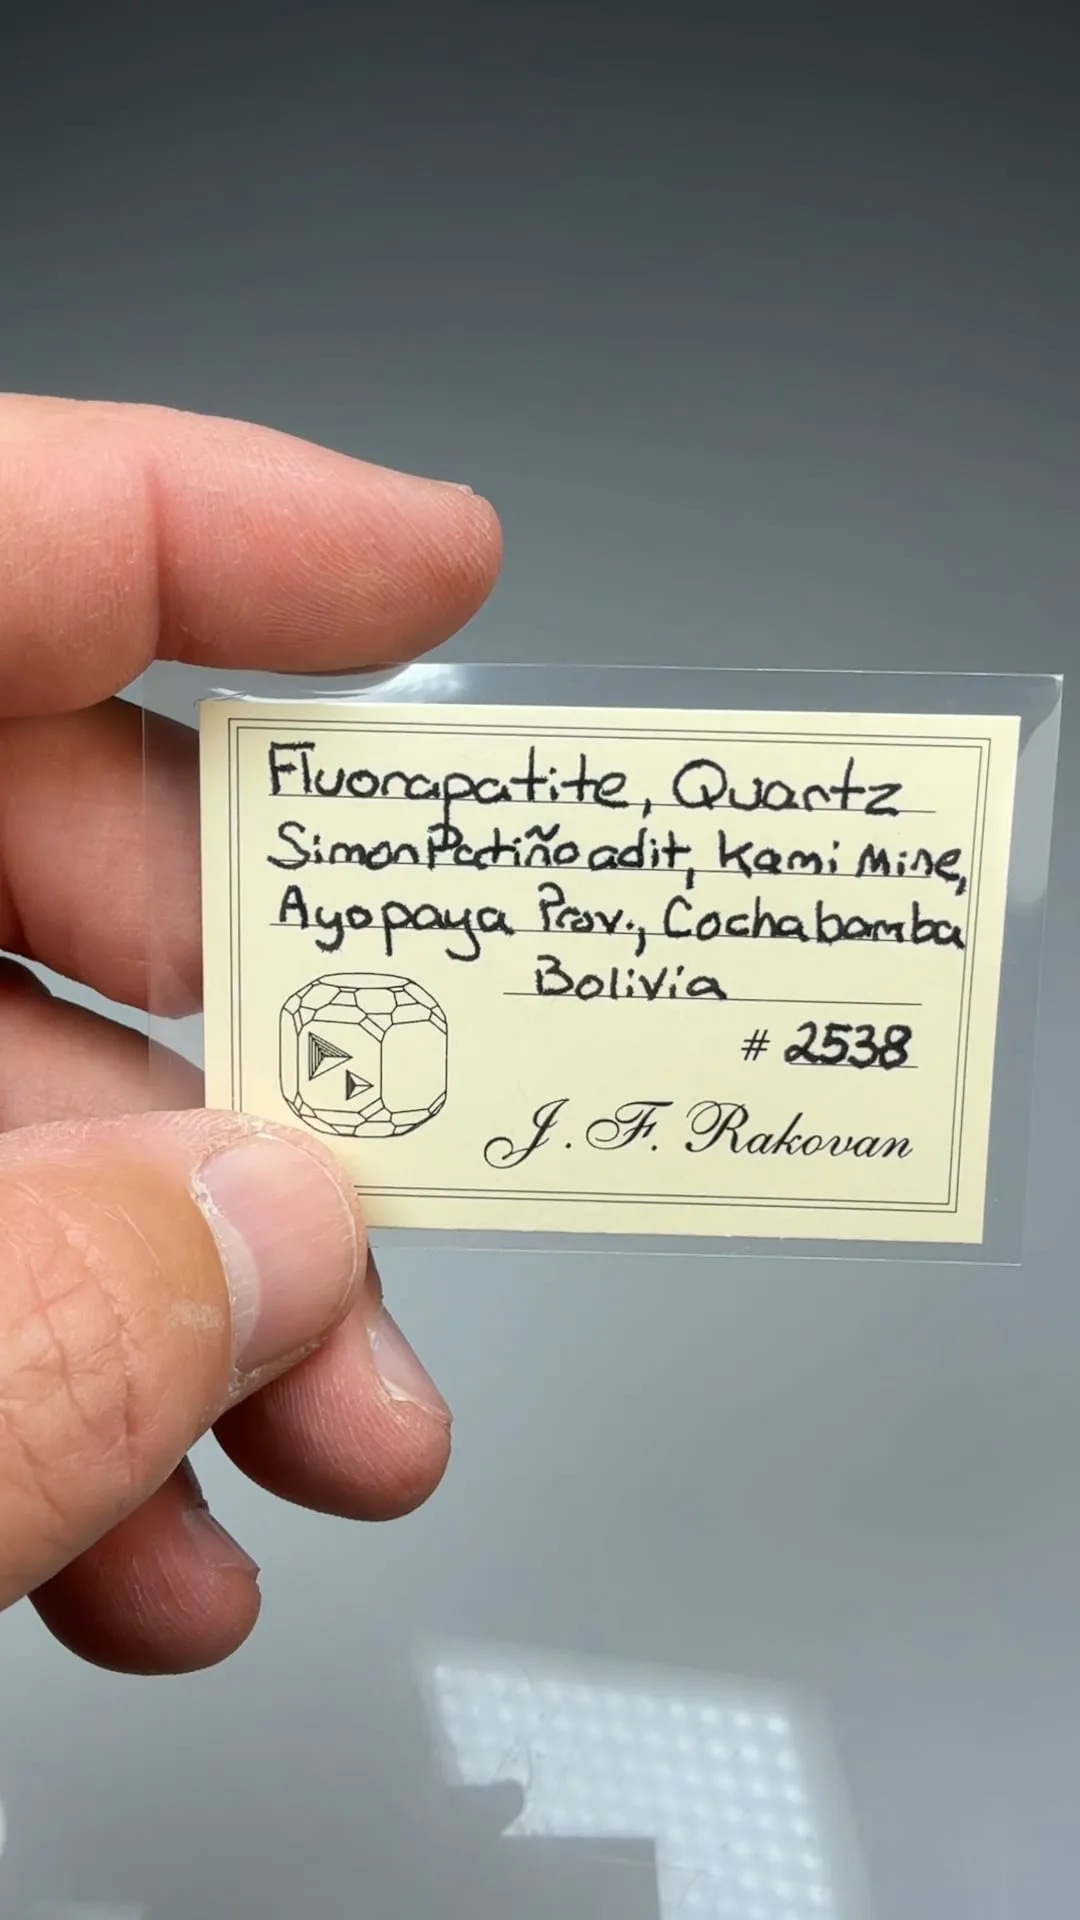 Fluorapatite, Quartz
Simon Patiño adit, Kami Mine,
Ayopaya Prov., Cochabamba
Bolivia
# 2538
J. F. Rakovan